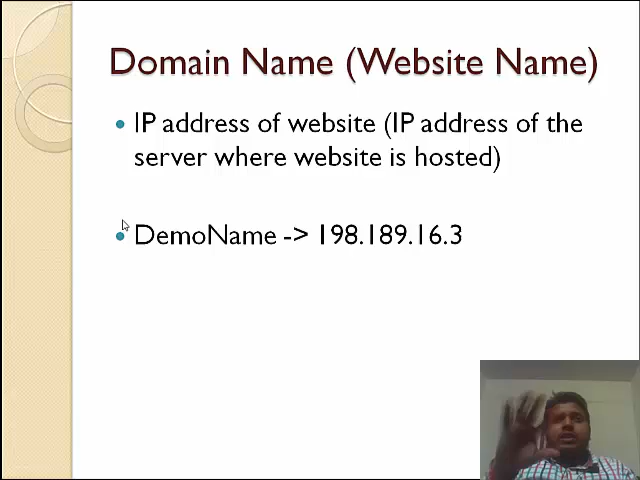 Domain Name (Website Name)
IP address of website (IP address of the
server where website is hosted)
DemoName -> 198.189.16.3